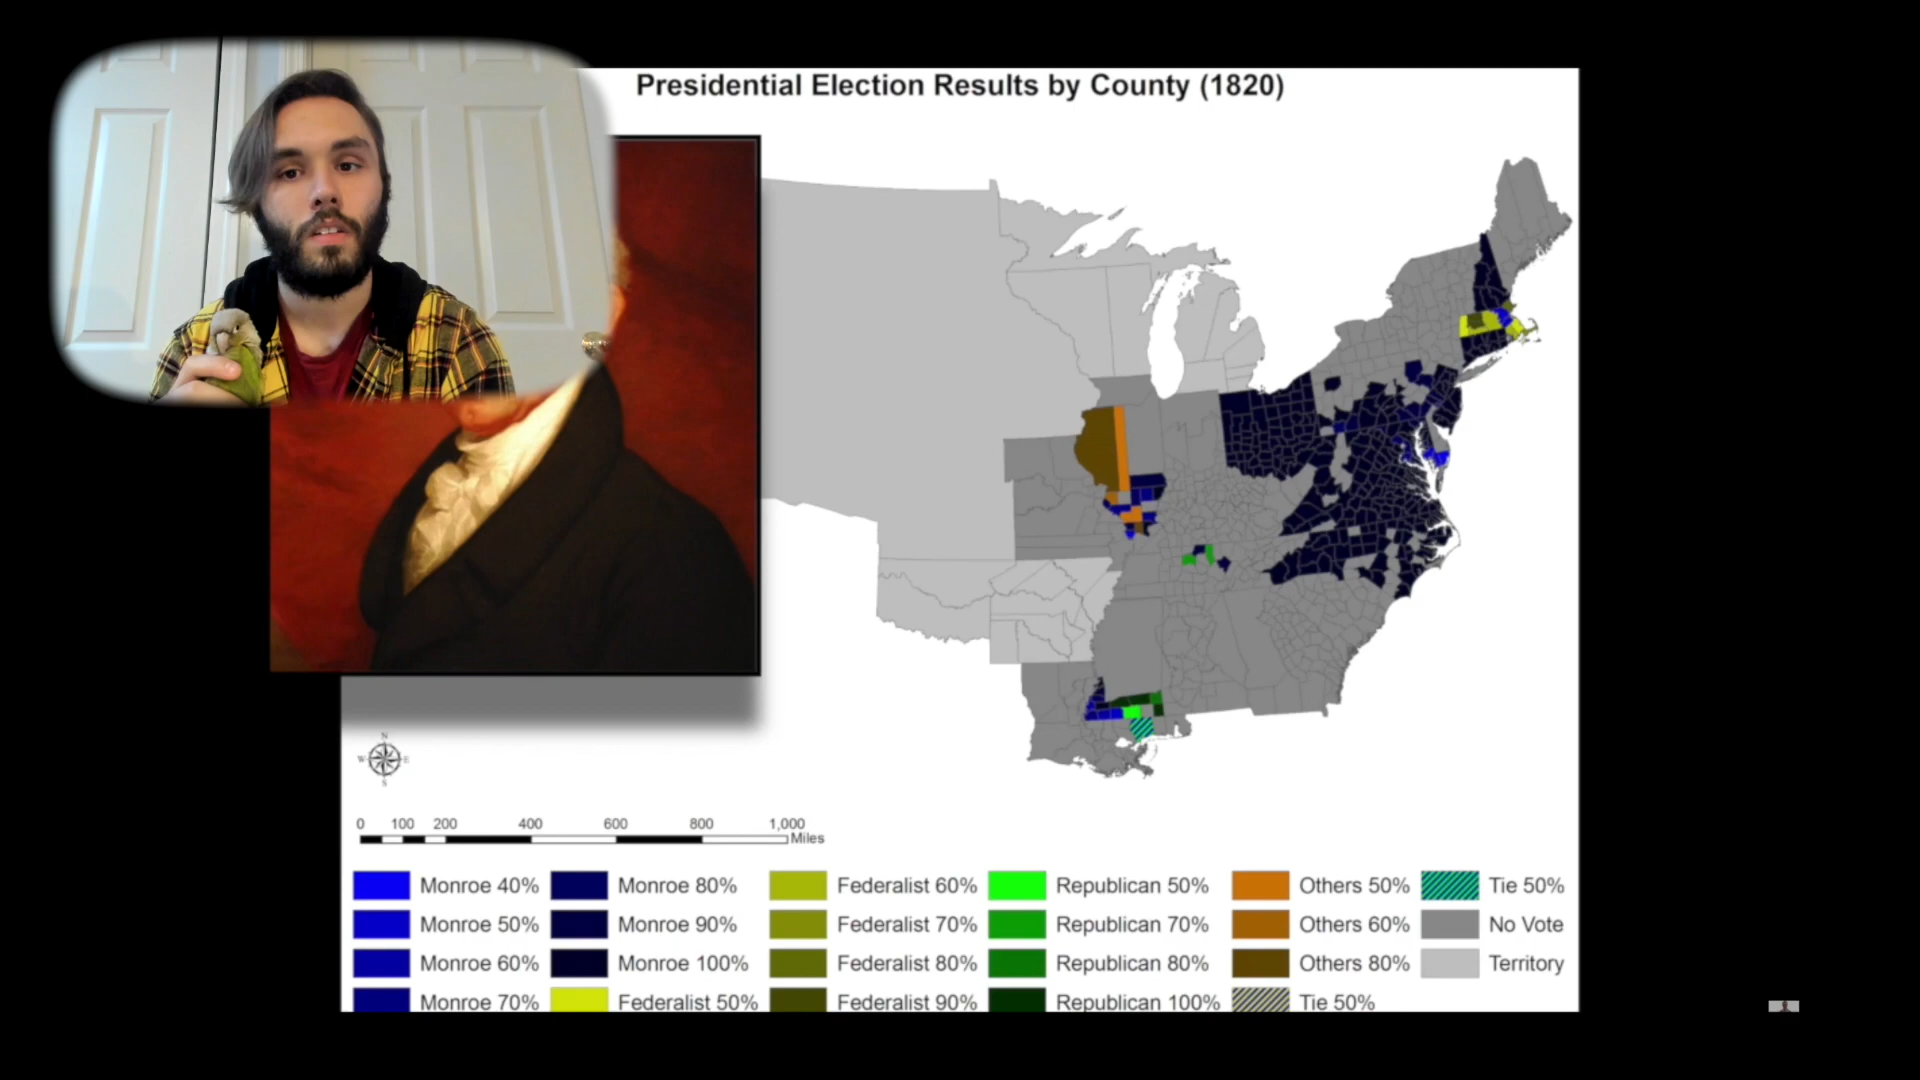 Presidential Election Results by County (1820)
N
W E
S
0 100 200 400 600 800 1,000
Miles
Monroe 40% Monroe 80% Federalist 60% Republican 50% Others 50% Tie 50%
Monroe 50% Monroe 90% Federalist 70% Republican 70% Others 60% No Vote
Monroe 60% Monroe 100% Federalist 80% Republican 80% Others 80% Territory
Monroe 70% Federalist 50% Federalist 90% Republican 100% Tie 50%